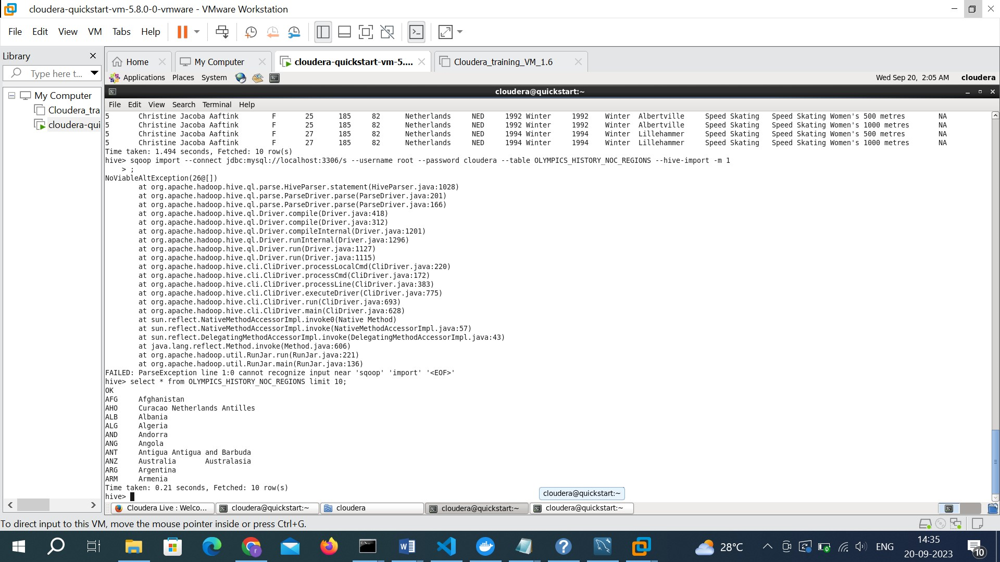 cloudera-quickstart-vm-5.8.0-0-vmware - VMware Workstation
File Edit View VM Tabs Help
Library
Type here t...
My Computer
Cloudera_tra
cloudera-qui
Home
My Computer
cloudera-quickstart-vm-5....
Cloudera_training_VM_1.6
Applications Places System
Wed Sep 20, 2:05 AM cloudera
cloudera@quickstart:~
File Edit View Search Terminal Help
5 Christine Jacoba Aaftink F 25 185 82 Netherlands NED 1992 Winter 1992 Winter Albertville Speed Skating Speed Skating Women's 500 metres NA
5 Christine Jacoba Aaftink F 25 185 82 Netherlands NED 1992 Winter 1992 Winter Albertville Speed Skating Speed Skating Women's 1000 metres NA
5 Christine Jacoba Aaftink F 27 185 82 Netherlands NED 1994 Winter 1994 Winter Lillehammer Speed Skating Speed Skating Women's 500 metres NA
5 Christine Jacoba Aaftink F 27 185 82 Netherlands NED 1994 Winter 1994 Winter Lillehammer Speed Skating Speed Skating Women's 1000 metres NA
Time taken: 1.494 seconds, Fetched: 10 row(s)
hive> sqoop import --connect jdbc:mysql://localhost:3306/s --username root --password cloudera --table OLYMPICS_HISTORY_NOC_REGIONS --hive-import -m 1
> ;
NoViableAltException(26@[])
at org.apache.hadoop.hive.ql.parse.HiveParser.statement(HiveParser.java:1028)
at org.apache.hadoop.hive.ql.parse.ParseDriver.parse(ParseDriver.java:201)
at org.apache.hadoop.hive.ql.parse.ParseDriver.parse(ParseDriver.java:166)
at org.apache.hadoop.hive.ql.Driver.compile(Driver.java:418)
at org.apache.hadoop.hive.ql.Driver.compile(Driver.java:312)
at org.apache.hadoop.hive.ql.Driver.compileInternal(Driver.java:1201)
at org.apache.hadoop.hive.ql.Driver.runInternal(Driver.java:1296)
at org.apache.hadoop.hive.ql.Driver.run(Driver.java:1127)
at org.apache.hadoop.hive.ql.Driver.run(Driver.java:1115)
at org.apache.hadoop.hive.cli.CliDriver.processLocalCmd(CliDriver.java:220)
at org.apache.hadoop.hive.cli.CliDriver.processCmd(CliDriver.java:172)
at org.apache.hadoop.hive.cli.CliDriver.processLine(CliDriver.java:383)
at org.apache.hadoop.hive.cli.CliDriver.executeDriver(CliDriver.java:775)
at org.apache.hadoop.hive.cli.CliDriver.run(CliDriver.java:693)
at org.apache.hadoop.hive.cli.CliDriver.main(CliDriver.java:628)
at sun.reflect.NativeMethodAccessorImpl.invoke0(Native Method)
at sun.reflect.NativeMethodAccessorImpl.invoke(NativeMethodAccessorImpl.java:57)
at sun.reflect.DelegatingMethodAccessorImpl.invoke(DelegatingMethodAccessorImpl.java:43)
at java.lang.reflect.Method.invoke(Method.java:606)
at org.apache.hadoop.util.RunJar.run(RunJar.java:221)
at org.apache.hadoop.util.RunJar.main(RunJar.java:136)
FAILED: ParseException line 1:0 cannot recognize input near 'sqoop' 'import' '<EOF>'
hive> select * from OLYMPICS_HISTORY_NOC_REGIONS limit 10;
OK
AFG Afghanistan
AHO Curacao Netherlands Antilles
ALB Albania
ALG Algeria
AND Andorra
ANG Angola
ANT Antigua Antigua and Barbuda
ANZ Australia Australasia
ARG Argentina
ARM Armenia
Time taken: 0.21 seconds, Fetched: 10 row(s)
hive>
cloudera@quickstart:~
Cloudera Live : Welco...
cloudera@quickstart:~
cloudera
cloudera@quickstart:~
cloudera@quickstart:~
To direct input to this VM, move the mouse pointer inside or press Ctrl+G.
28°C
ENG
14:35
20-09-2023
10